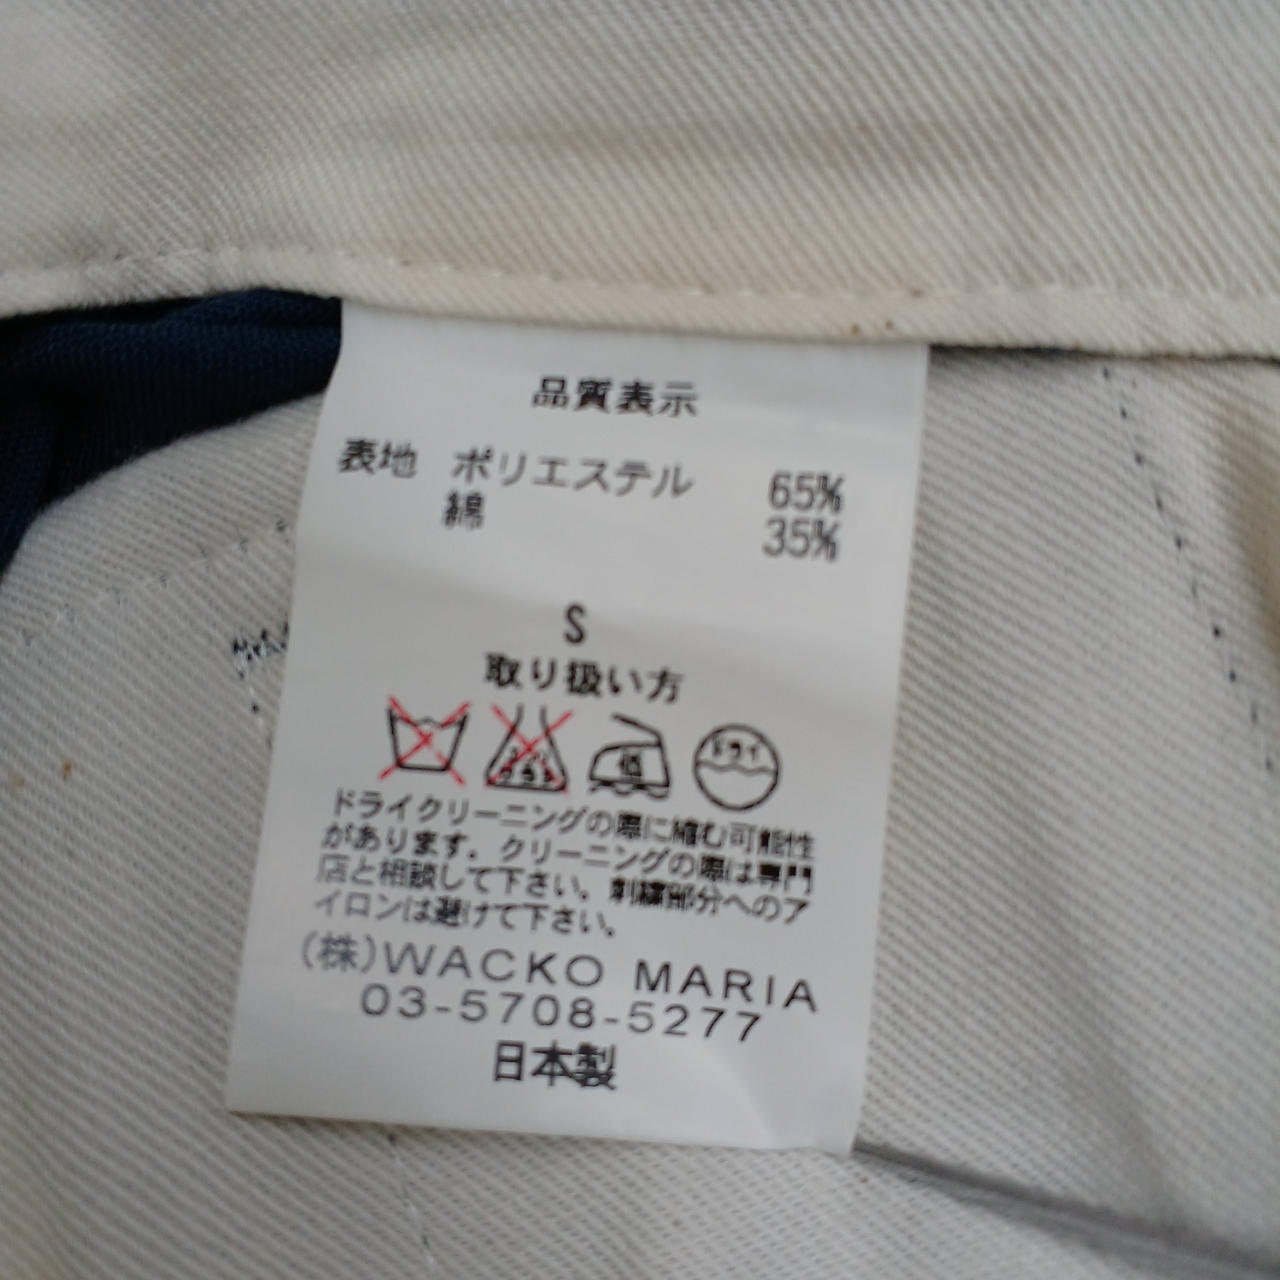 品質表示
表地 ポリエステル 65%
綿 35%
S
取り扱い方
中
ドライ
ドライクリーニングの際に縮む可能性
があります。クリーニングの際は専門
店と相談して下さい。刺繍部分へのア
イロンは避けて下さい。
(株)WACKO MARIA
03-5708-5277
日本製